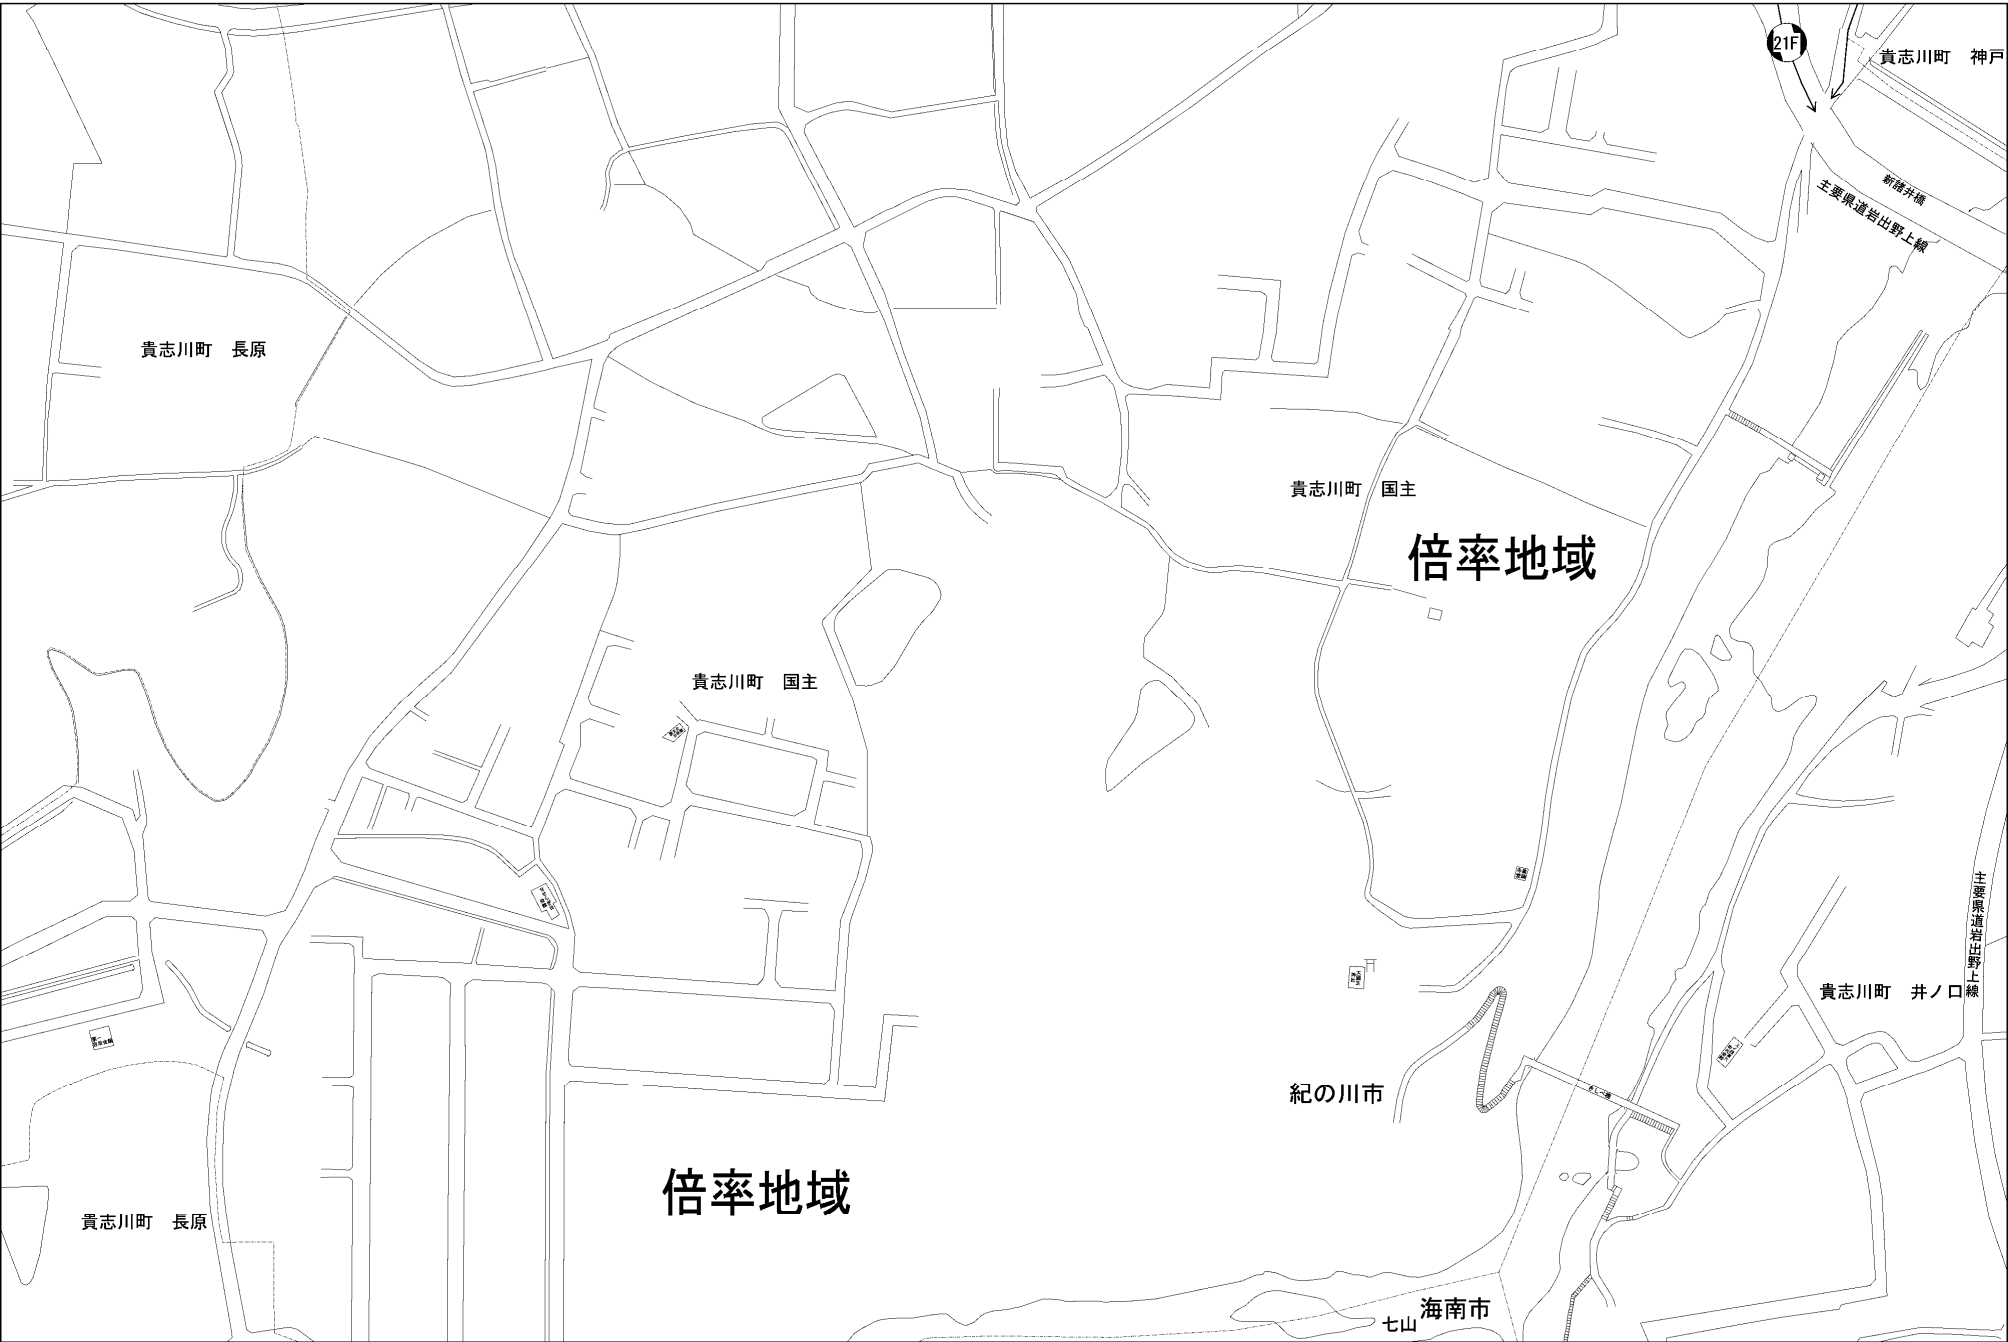 21F
貴志川町　神戸
新諸井橋
主要県道岩出野上線
貴志川町　長原
貴志川町　国主
倍率地域
貴志川町　国主
主要県道岩出野上線
貴志川町　井ノ口
紀の川市
倍率地域
貴志川町　長原
海南市
七山